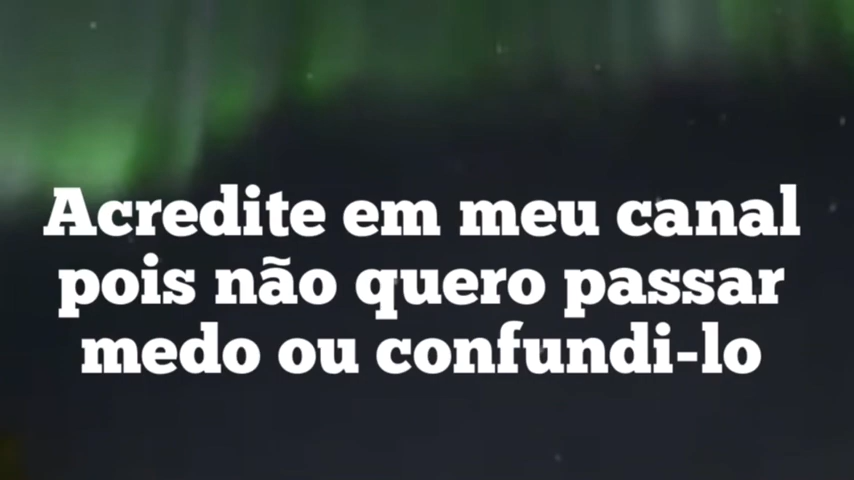 Acredite em meu canal
pois não quero passar
medo ou confundi-lo